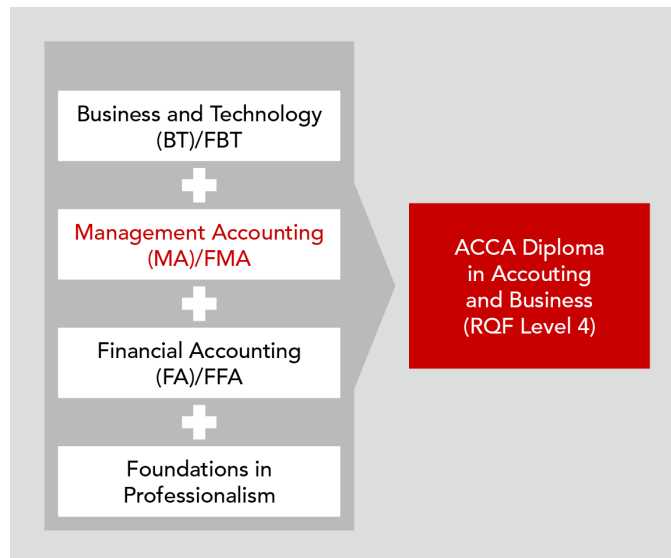 Business and Technology
(BT)/FBT
Management Accounting
(MA)/FMA
Financial Accounting
(FA)/FFA
Foundations in
Professionalism
ACCA Diploma
in Accouting
and Business
(RQF Level 4)